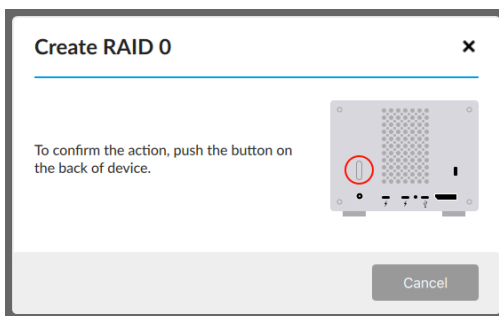 Create RAID 0
To confirm the action, push the button on
the back of device.
Cancel